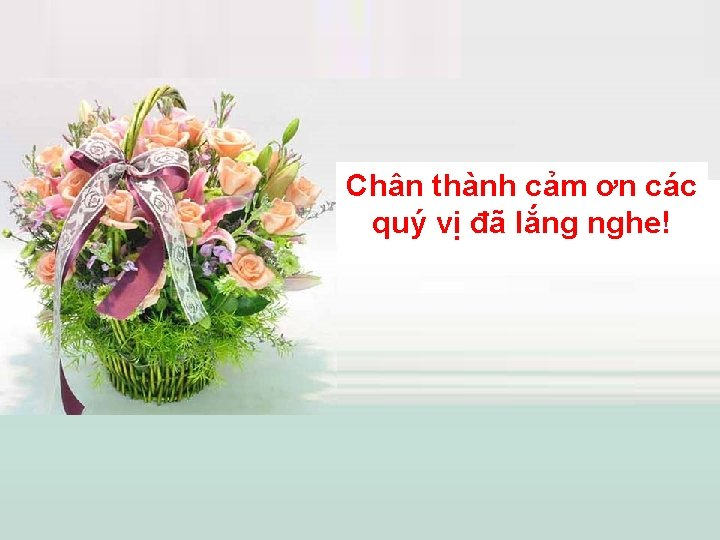 Chân thành cảm ơn các
quý vị đã lắng nghe!